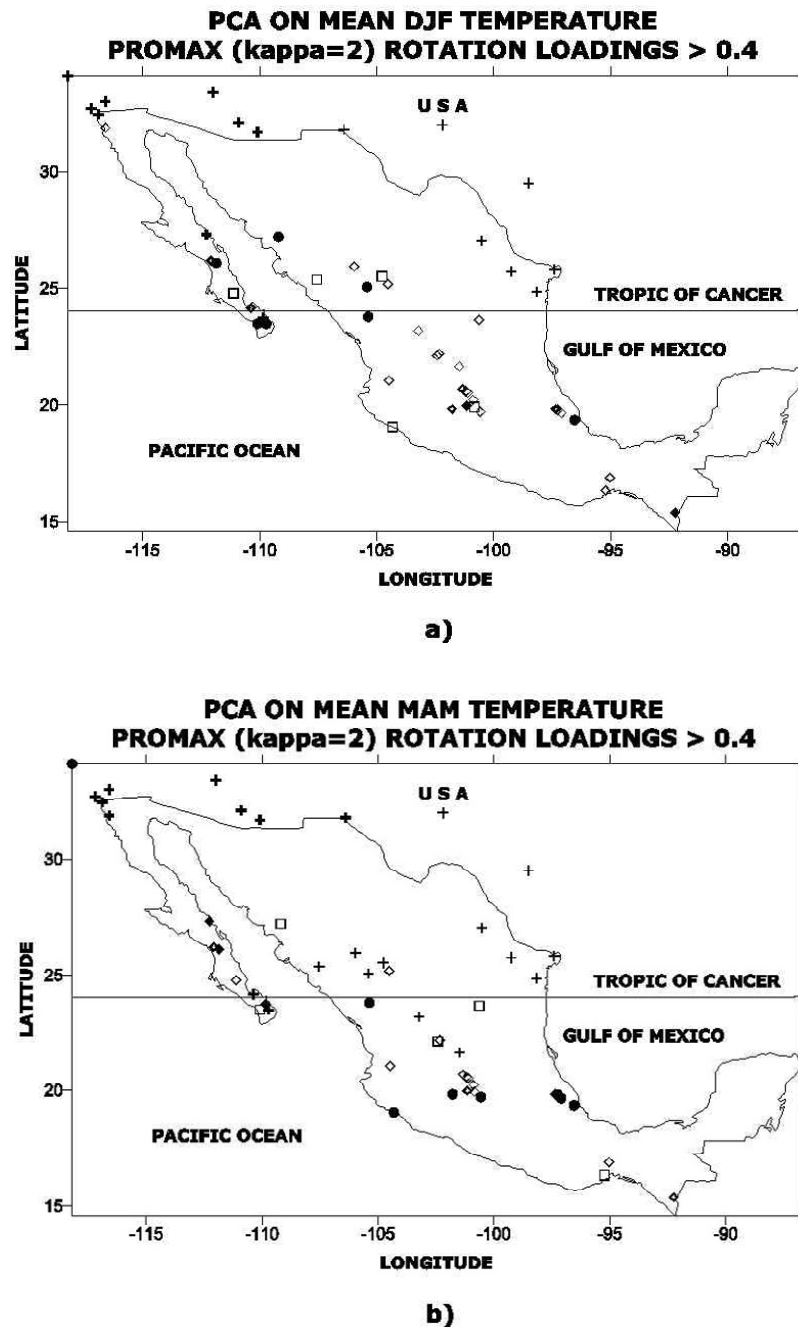 PCA ON MEAN DJF TEMPERATURE
PROMAX (kappa=2) ROTATION LOADINGS > 0.4
U S A
30
25
20
15
LATITUDE
TROPIC OF CANCER
GULF OF MEXICO
PACIFIC OCEAN
-115 -110 -105 -100 -95 -90
LONGITUDE
a)
PCA ON MEAN MAM TEMPERATURE
PROMAX (kappa=2) ROTATION LOADINGS > 0.4
U S A
30
25
20
15
LATITUDE
TROPIC OF CANCER
GULF OF MEXICO
PACIFIC OCEAN
-115 -110 -105 -100 -95 -90
LONGITUDE
b)